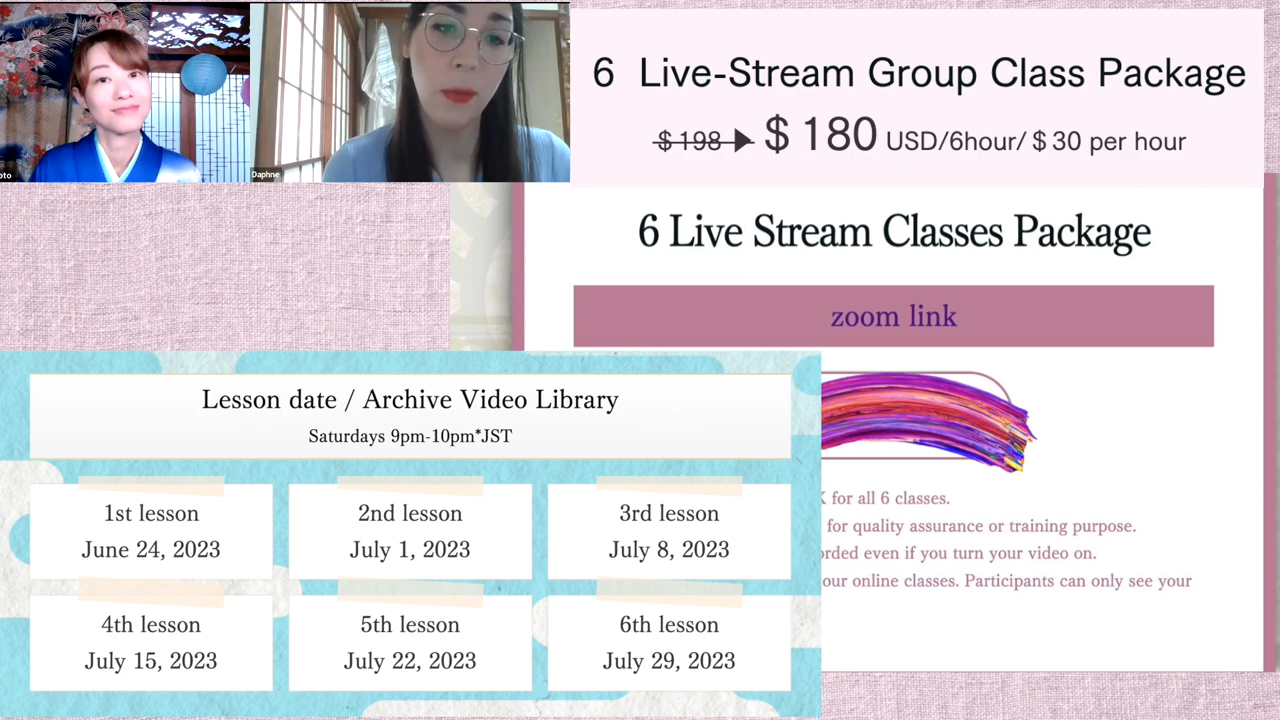 oto
Daphne
6 Live-Stream Group Class Package
$198 ▶ $180 USD/6hour/ $30 per hour
6 Live Stream Classes Package
zoom link
Lesson date / Archive Video Library
Saturdays 9pm-10pm*JST
1st lesson
June 24, 2023
2nd lesson
July 1, 2023
3rd lesson
July 8, 2023
4th lesson
July 15, 2023
5th lesson
July 22, 2023
6th lesson
July 29, 2023
for all 6 classes.
for quality assurance or training purpose.
orded even if you turn your video on.
our online classes. Participants can only see your